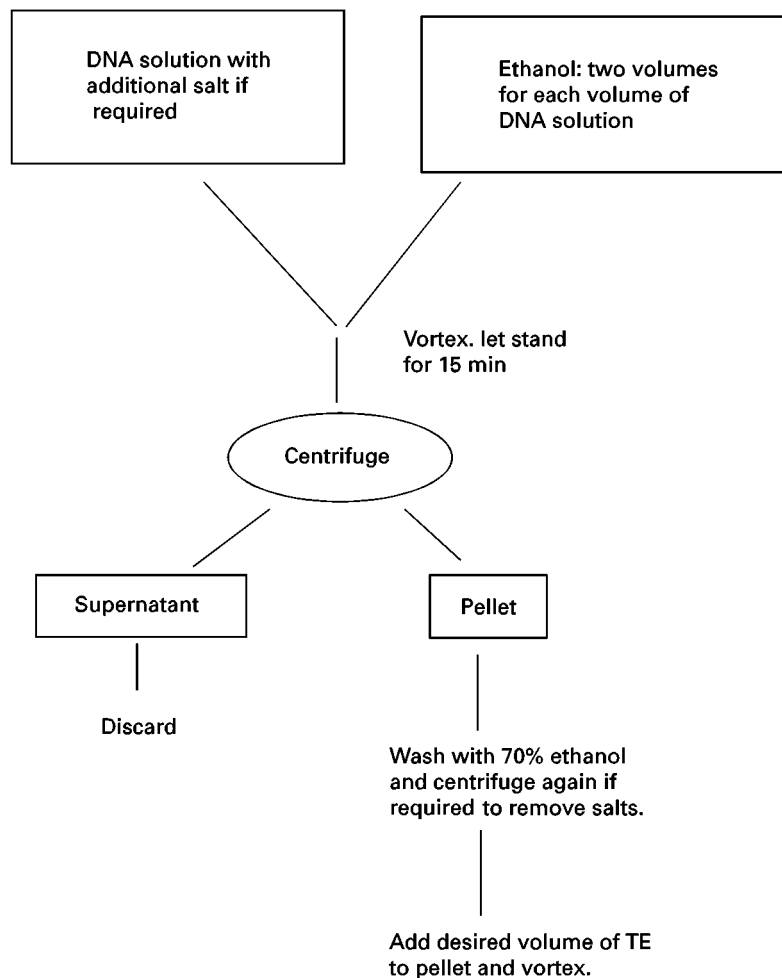 DNA solution with
additional salt if
required
Ethanol: two volumes
for each volume of
DNA solution
Vortex. let stand
for 15 min
Centrifuge
Supernatant
Pellet
Discard
Wash with 70% ethanol
and centrifuge again if
required to remove salts.
Add desired volume of TE
to pellet and vortex.